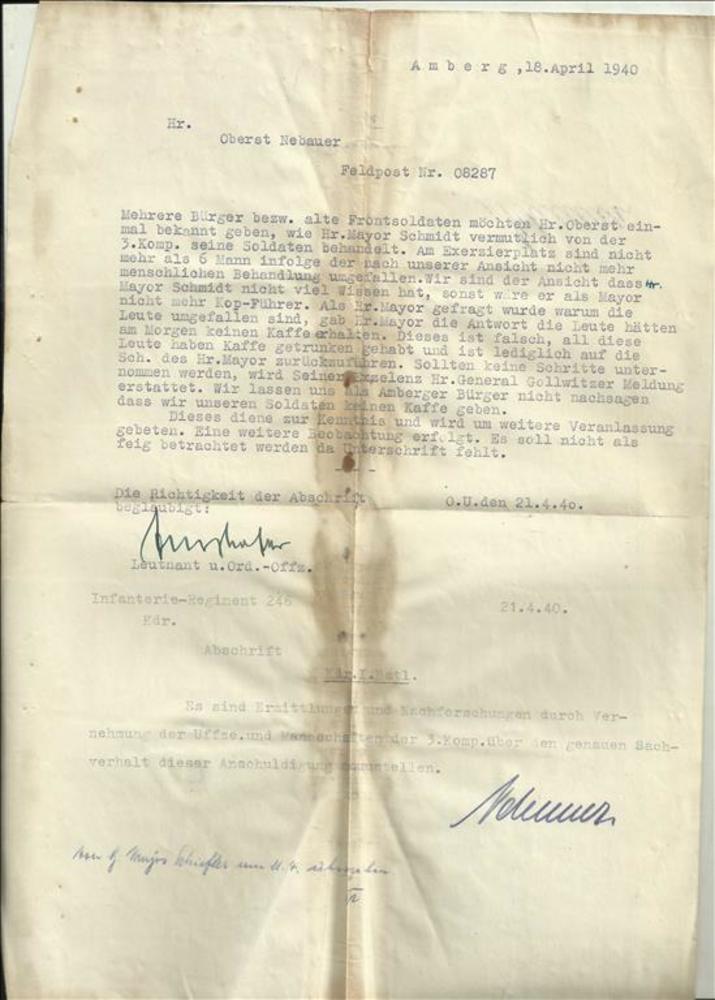 Amberg, 18.April 1940
Hr.
Oberst Nebauer
Feldpost Nr. 08287
Mehrere Bürger bezw. alte Frontsoldaten möchten Hr.Oberst ein-
mal bekannt geben, wie Hr.Mayor Schmidt vermutlich von der
3.Komp. seine Soldaten behandelt. Am Exerzierplatz sind nicht
mehr als 6 Mann infolge der nach unserer Ansicht nicht mehr
menschlichen Behandlung umgefallen.Wir sind der Ansicht dass Hr.
Mayor Schmidt nicht viel Wissen hat, sonst wäre er als Mayor
nicht mehr Kop-Führer. Als Hr.Mayor gefragt wurde warum die
Leute umgefallen sind, gab Hr.Mayor die Antwort die Leute hätten
am Morgen keinen Kaffe erhalten. Dieses ist falsch, all diese
Leute haben Kaffe getrunken gehabt und ist lediglich auf die
Sch. des Hr.Mayor zurückzuführen. Sollten keine Schritte unter-
nommen werden, wird Seiner Exzelenz Hr.General Gollwitzer Meldung
erstattet. Wir lassen uns als Amberger Bürger nicht nachsagen
dass wir unseren Soldaten keinen Kaffe geben.
Dieses diene zur Kenntnis und wird um weitere Veranlassung
gebeten. Eine weitere Beobachtung erfolgt. Es soll nicht als
feig betrachtet werden da Unterschrift fehlt.
Die Richtigkeit der Abschrift
beglaubigt:
O.U.den 21.4.40.
Leutnant u.Ord.-Offz.
Infanterie-Regiment 246
21.4.40.
Kdr.
Abschrift
Kdr.I.Batl.
Es sind Ermittlungen und Nachforschungen durch Ver-
nehmung der Uffze.und Mannschaften der 3.Komp.über den genauen Sach-
verhalt dieser Anschuldigung anzustellen.